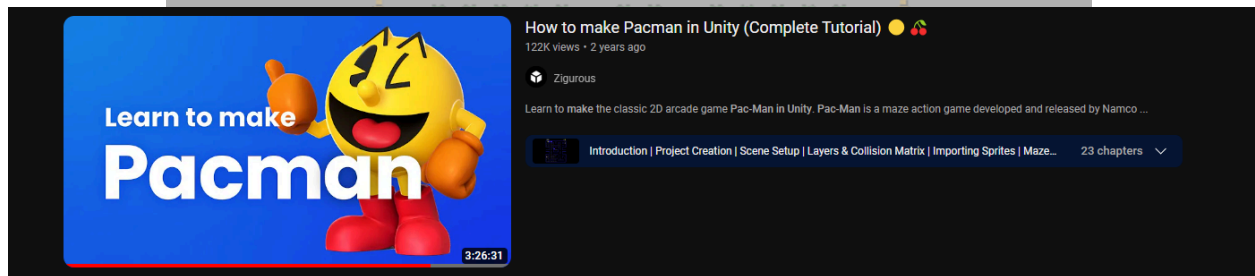 Learn to make
Pacman
3:26:31
How to make Pacman in Unity (Complete Tutorial)
122K views • 2 years ago
Zigurous
Learn to make the classic 2D arcade game Pac-Man in Unity. Pac-Man is a maze action game developed and released by Namco ...
Introduction | Project Creation | Scene Setup | Layers & Collision Matrix | Importing Sprites | Maze... 23 chapters